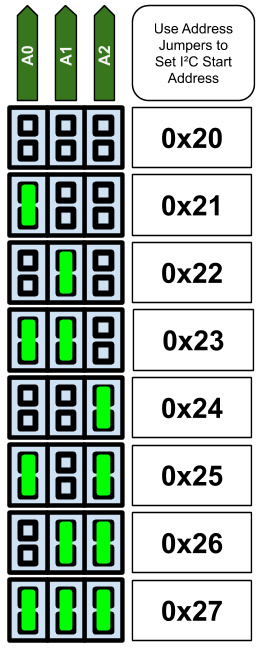 A0 A1 A2
Use Address
Jumpers to
Set I²C Start
Address
0x20
0x21
0x22
0x23
0x24
0x25
0x26
0x27